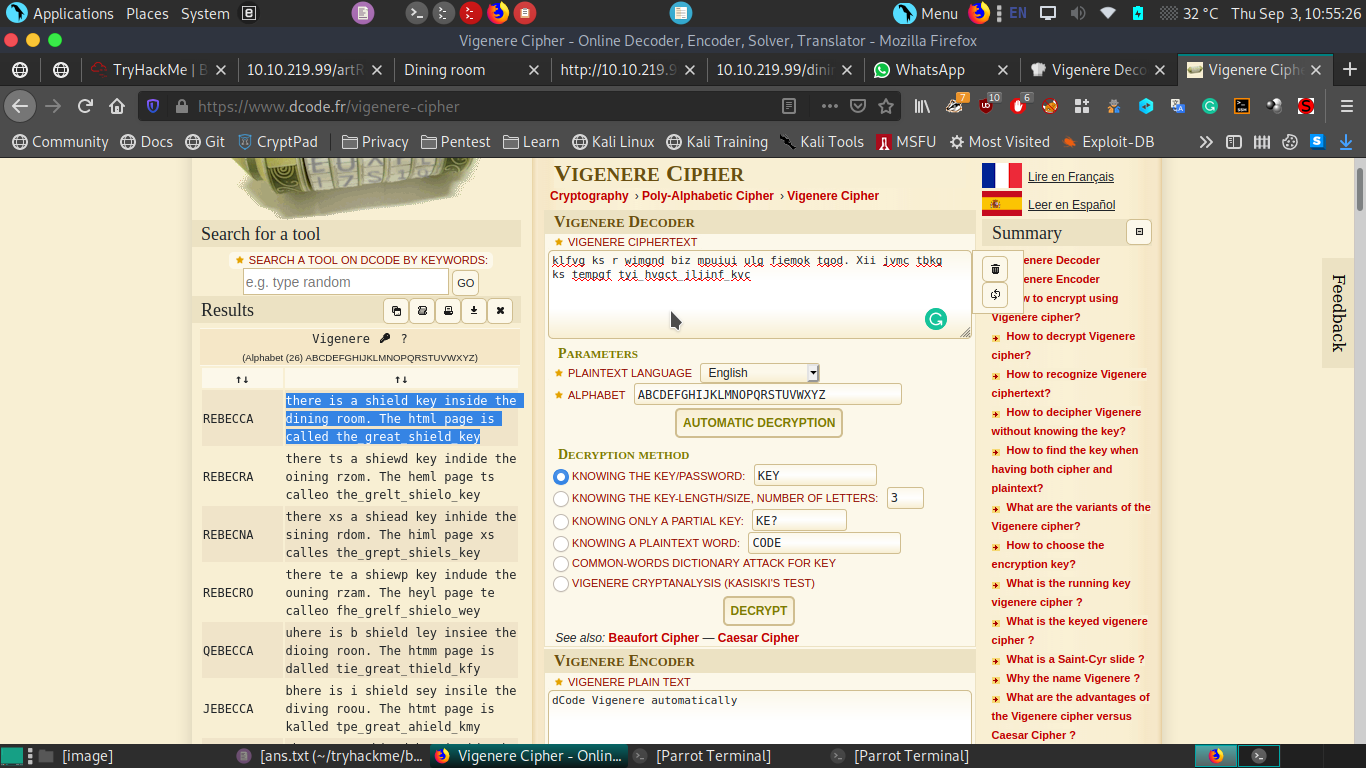 Applications Places System Menu EN 32 °C Thu Sep 3, 10:55:26
Vigenere Cipher - Online Decoder, Encoder, Solver, Translator - Mozilla Firefox
TryHackMe | B 10.10.219.99/artR Dining room http://10.10.219.9 10.10.219.99/dinin WhatsApp Vigenère Deco Vigenere Ciphe
https://www.dcode.fr/vigenere-cipher 7 10 6
Community Docs Git CryptPad Privacy Pentest Learn Kali Linux Kali Training Kali Tools MSFU Most Visited Exploit-DB
Search for a tool
SEARCH A TOOL ON DCODE BY KEYWORDS:
e.g. type random GO
Results
Vigenere ?
(Alphabet (26) ABCDEFGHIJKLMNOPQRSTUVWXYZ)
↑↓ ↑↓
REBECCA there is a shield key inside the
dining room. The html page is
called the_great_shield_key
REBECRA there ts a shiewd key indide the
oining rzom. The heml page ts
calleo the_grelt_shielo_key
REBECNA there xs a shiead key inhide the
sining rdom. The himl page xs
calles the_grept_shiels_key
REBECRO there te a shiewp key indude the
ouning rzam. The heyl page te
calleo fhe_grelf_shielo_wey
QEBECCA uhere is b shield ley insiee the
dioing roon. The htmm page is
dalled tie_great_thield_kfy
JEBECCA bhere is i shield sey insile the
diving roou. The htmt page is
kalled tpe_great_ahield_kmy
VIGENERE CIPHER
Cryptography › Poly-Alphabetic Cipher › Vigenere Cipher
VIGENERE DECODER
VIGENERE CIPHERTEXT
klfvg ks r wimgnd biz mpuiui ulg fiemok tqod. Xii jvmc tbkg
ks tempgf tyi_hvgct_jljinf_kvc
PARAMETERS
PLAINTEXT LANGUAGE English
ALPHABET ABCDEFGHIJKLMNOPQRSTUVWXYZ
AUTOMATIC DECRYPTION
DECRYPTION METHOD
KNOWING THE KEY/PASSWORD: KEY
KNOWING THE KEY-LENGTH/SIZE, NUMBER OF LETTERS: 3
KNOWING ONLY A PARTIAL KEY: KE?
KNOWING A PLAINTEXT WORD: CODE
COMMON-WORDS DICTIONARY ATTACK FOR KEY
VIGENERE CRYPTANALYSIS (KASISKI'S TEST)
DECRYPT
See also: Beaufort Cipher — Caesar Cipher
VIGENERE ENCODER
VIGENERE PLAIN TEXT
dCode Vigenere automatically
Lire en Français
Leer en Español
Summary
enere Decoder
enere Encoder
w to encrypt using
Vigenere cipher?
How to decrypt Vigenere
cipher?
How to recognize Vigenere
ciphertext?
How to decipher Vigenere
without knowing the key?
How to find the key when
having both cipher and
plaintext?
What are the variants of the
Vigenere cipher?
How to choose the
encryption key?
What is the running key
vigenere cipher ?
What is the keyed vigenere
cipher ?
What is a Saint-Cyr slide ?
Why the name Vigenere ?
What are the advantages of
the Vigenere cipher versus
Caesar Cipher ?
Feedback
[image] [ans.txt (~/tryhackme/b... Vigenere Cipher - Onlin... [Parrot Terminal] [Parrot Terminal]